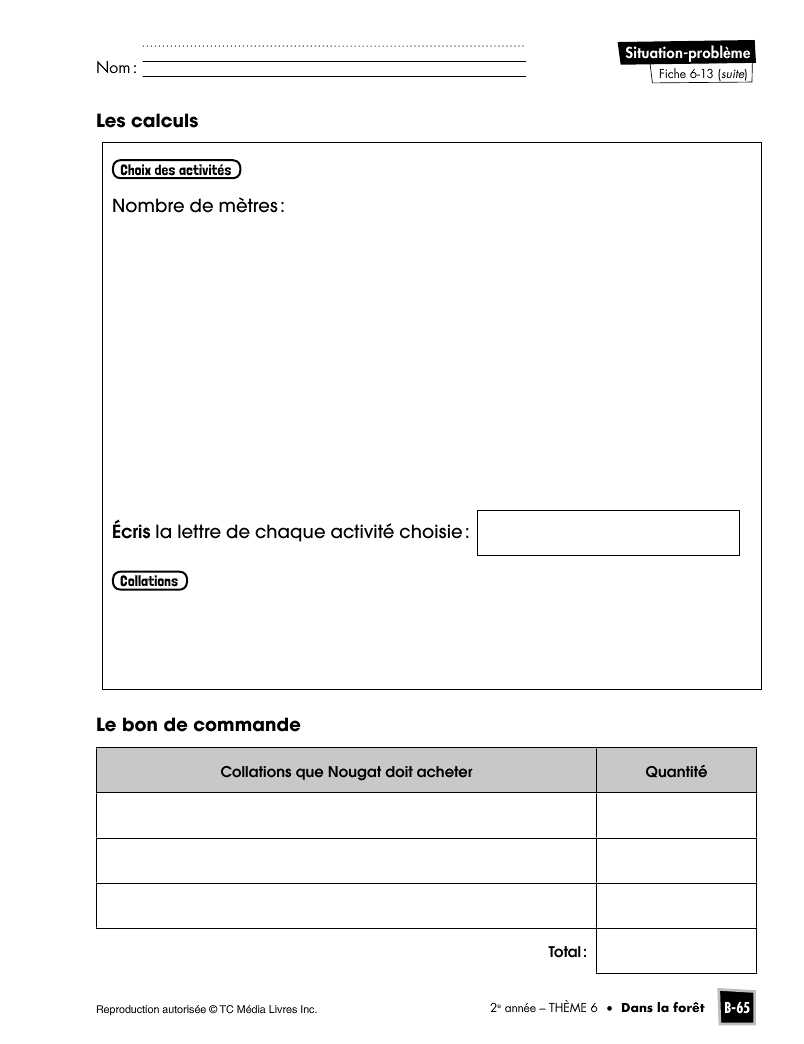 Nom :
Situation-problème
Fiche 6-13 (suite)
Les calculs
Choix des activités
Nombre de mètres :
Écris la lettre de chaque activité choisie :
Collations
Le bon de commande
Collations que Nougat doit acheter Quantité
Total :
Reproduction autorisée © TC Média Livres Inc.
2e année – THÈME 6 • Dans la forêt B-65